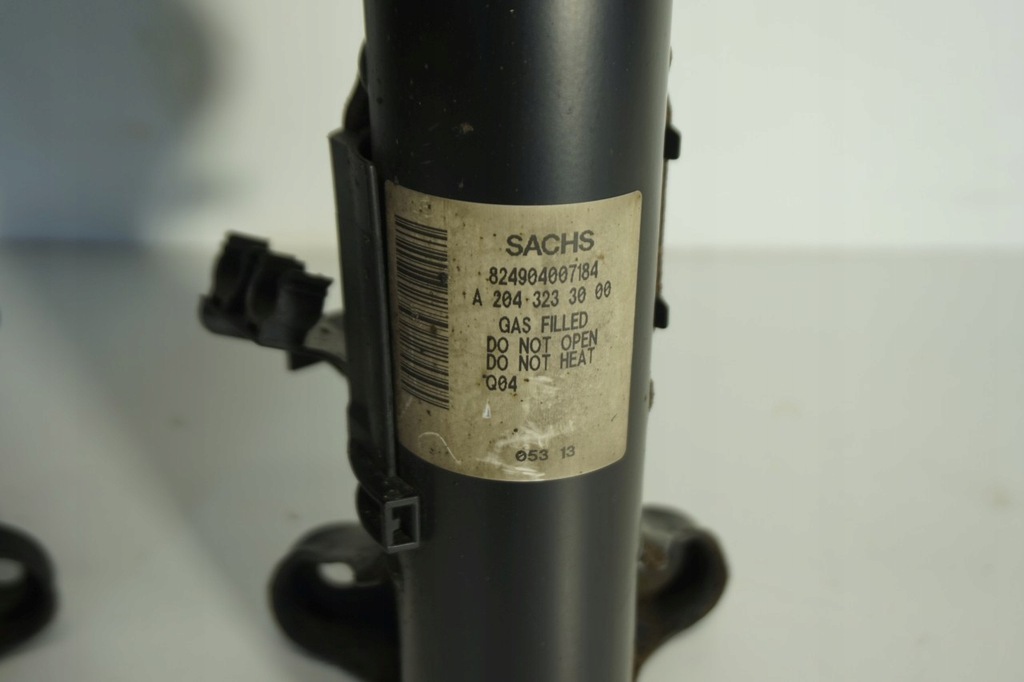 SACHS
824904007184
A 204 323 30 00
GAS FILLED
DO NOT OPEN
DO NOT HEAT
Q04
053 13